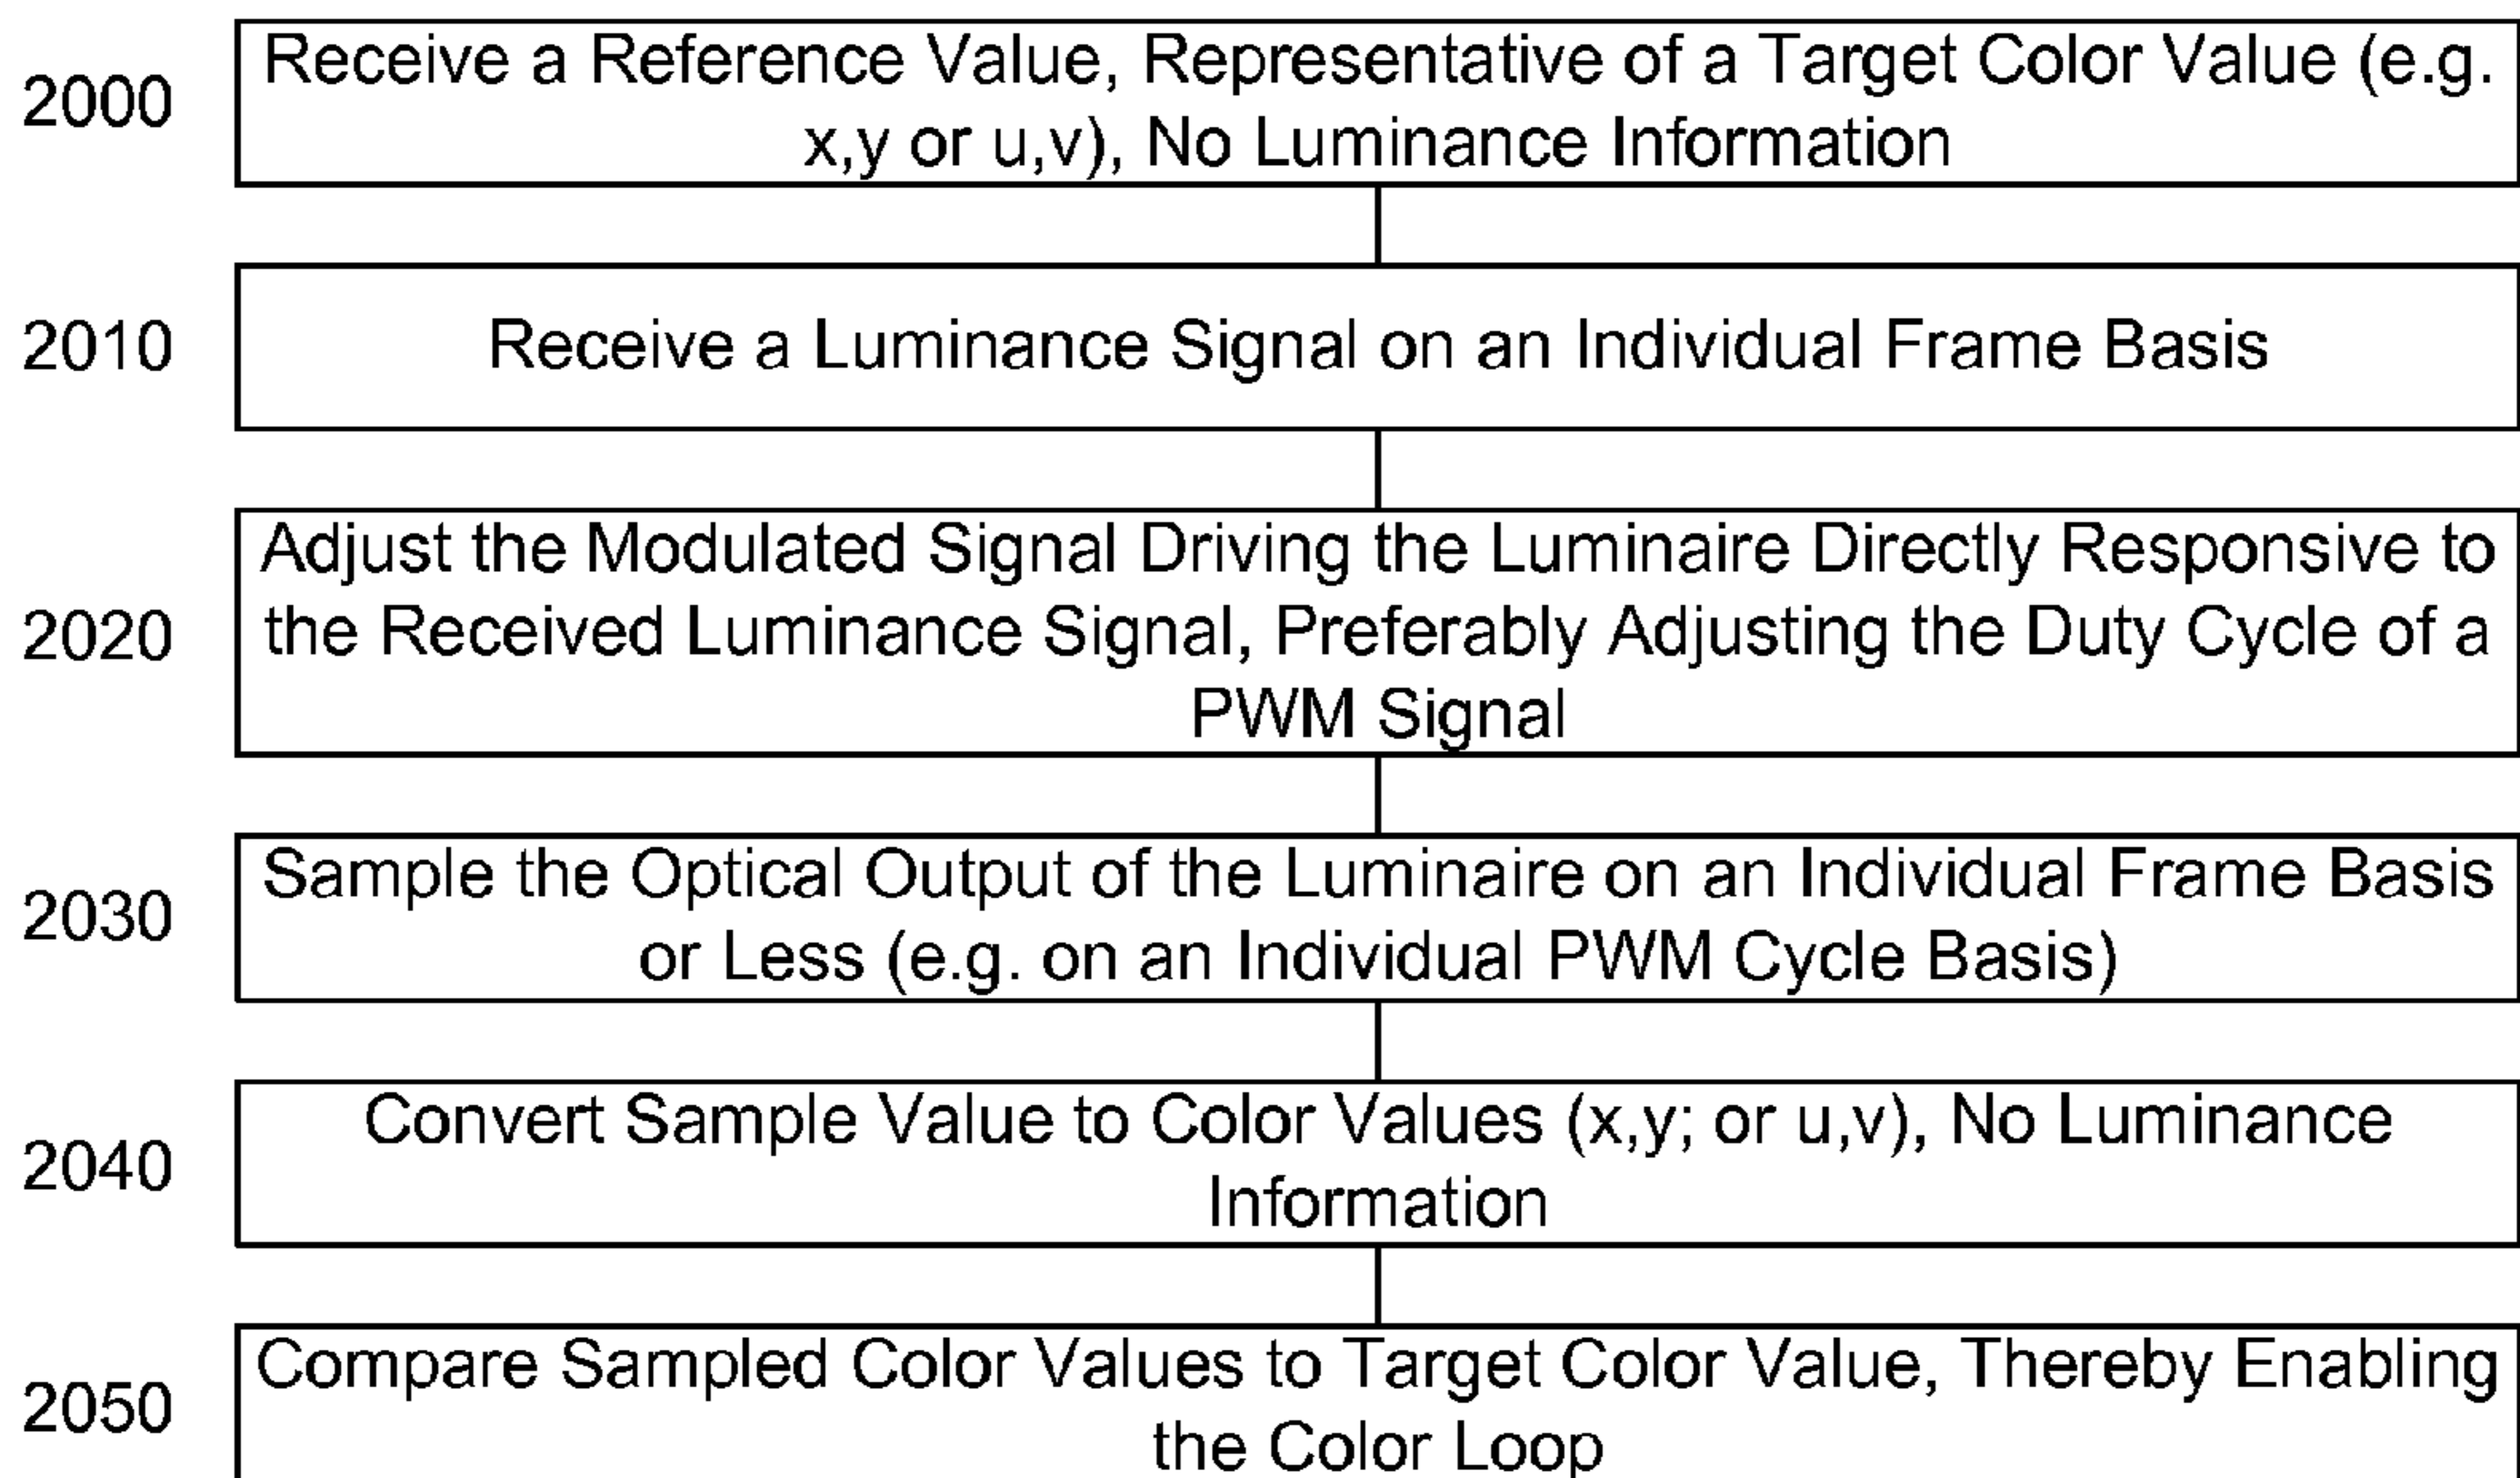 2000
Receive a Reference Value, Representative of a Target Color Value (e.g.
x,y or u,v), No Luminance Information
2010
Receive a Luminance Signal on an Individual Frame Basis
2020
Adjust the Modulated Signal Driving the Luminaire Directly Responsive to
the Received Luminance Signal, Preferably Adjusting the Duty Cycle of a
PWM Signal
2030
Sample the Optical Output of the Luminaire on an Individual Frame Basis
or Less (e.g. on an Individual PWM Cycle Basis)
2040
Convert Sample Value to Color Values (x,y; or u,v), No Luminance
Information
2050
Compare Sampled Color Values to Target Color Value, Thereby Enabling
the Color Loop